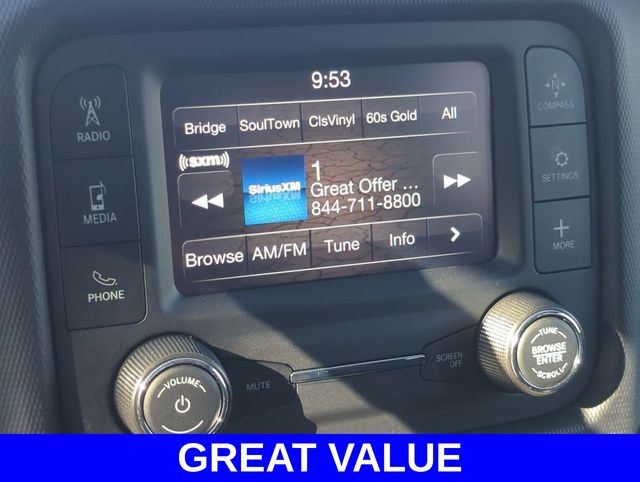 9:53
Bridge SoulTown ClsVinyl 60s Gold All
((sxm))
SiriusXM
1
Great Offer ...
844-711-8800
Browse AM/FM Tune Info
RADIO
MEDIA
PHONE
COMPASS
SETTINGS
MORE
VOLUME
MUTE
SCREEN
OFF
TUNE
BROWSE
ENTER
SCROLL
GREAT VALUE